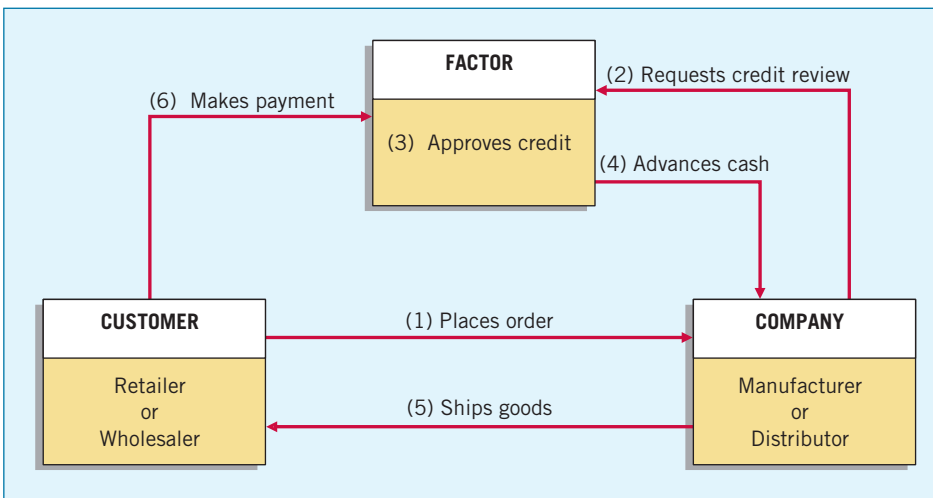 FACTOR
(2) Requests credit review
(6) Makes payment
(3) Approves credit
(4) Advances cash
CUSTOMER
(1) Places order
COMPANY
Retailer
or
Wholesaler
(5) Ships goods
Manufacturer
or
Distributor